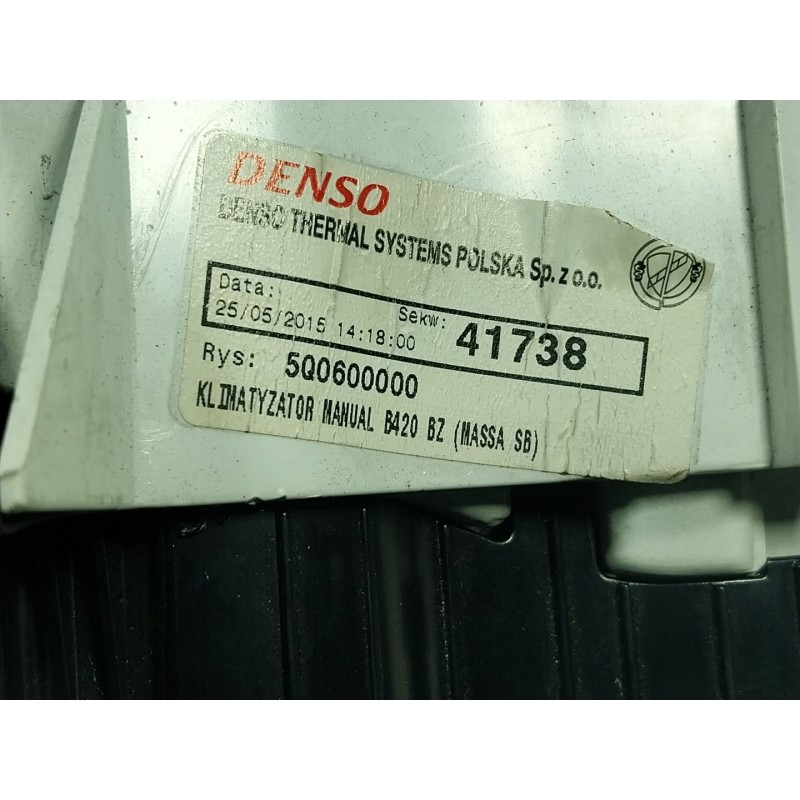 DENSO
DENSO THERMAL SYSTEMS POLSKA Sp. z o.o.
Data: Sekw: 41738
25/05/2015 14:18:00
Rys: 5Q0600000
KLIMATYZATOR MANUAL B420 BZ (MASSA SB)